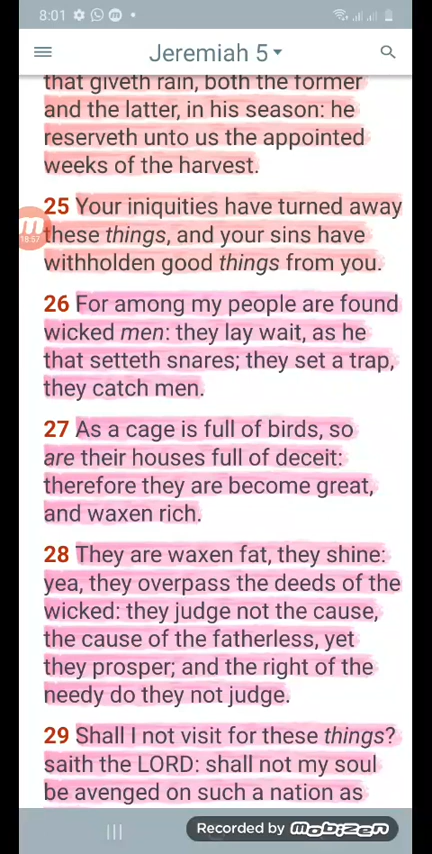 8:01
Jeremiah 5
that giveth rain, both the former
and the latter, in his season: he
reserveth unto us the appointed
weeks of the harvest.
25 Your iniquities have turned away
these things, and your sins have
withholden good things from you.
18:57
26 For among my people are found
wicked men: they lay wait, as he
that setteth snares; they set a trap,
they catch men.
27 As a cage is full of birds, so
are their houses full of deceit:
therefore they are become great,
and waxen rich.
28 They are waxen fat, they shine:
yea, they overpass the deeds of the
wicked: they judge not the cause,
the cause of the fatherless, yet
they prosper; and the right of the
needy do they not judge.
29 Shall I not visit for these things?
saith the LORD: shall not my soul
be avenged on such a nation as
Recorded by Mobizen